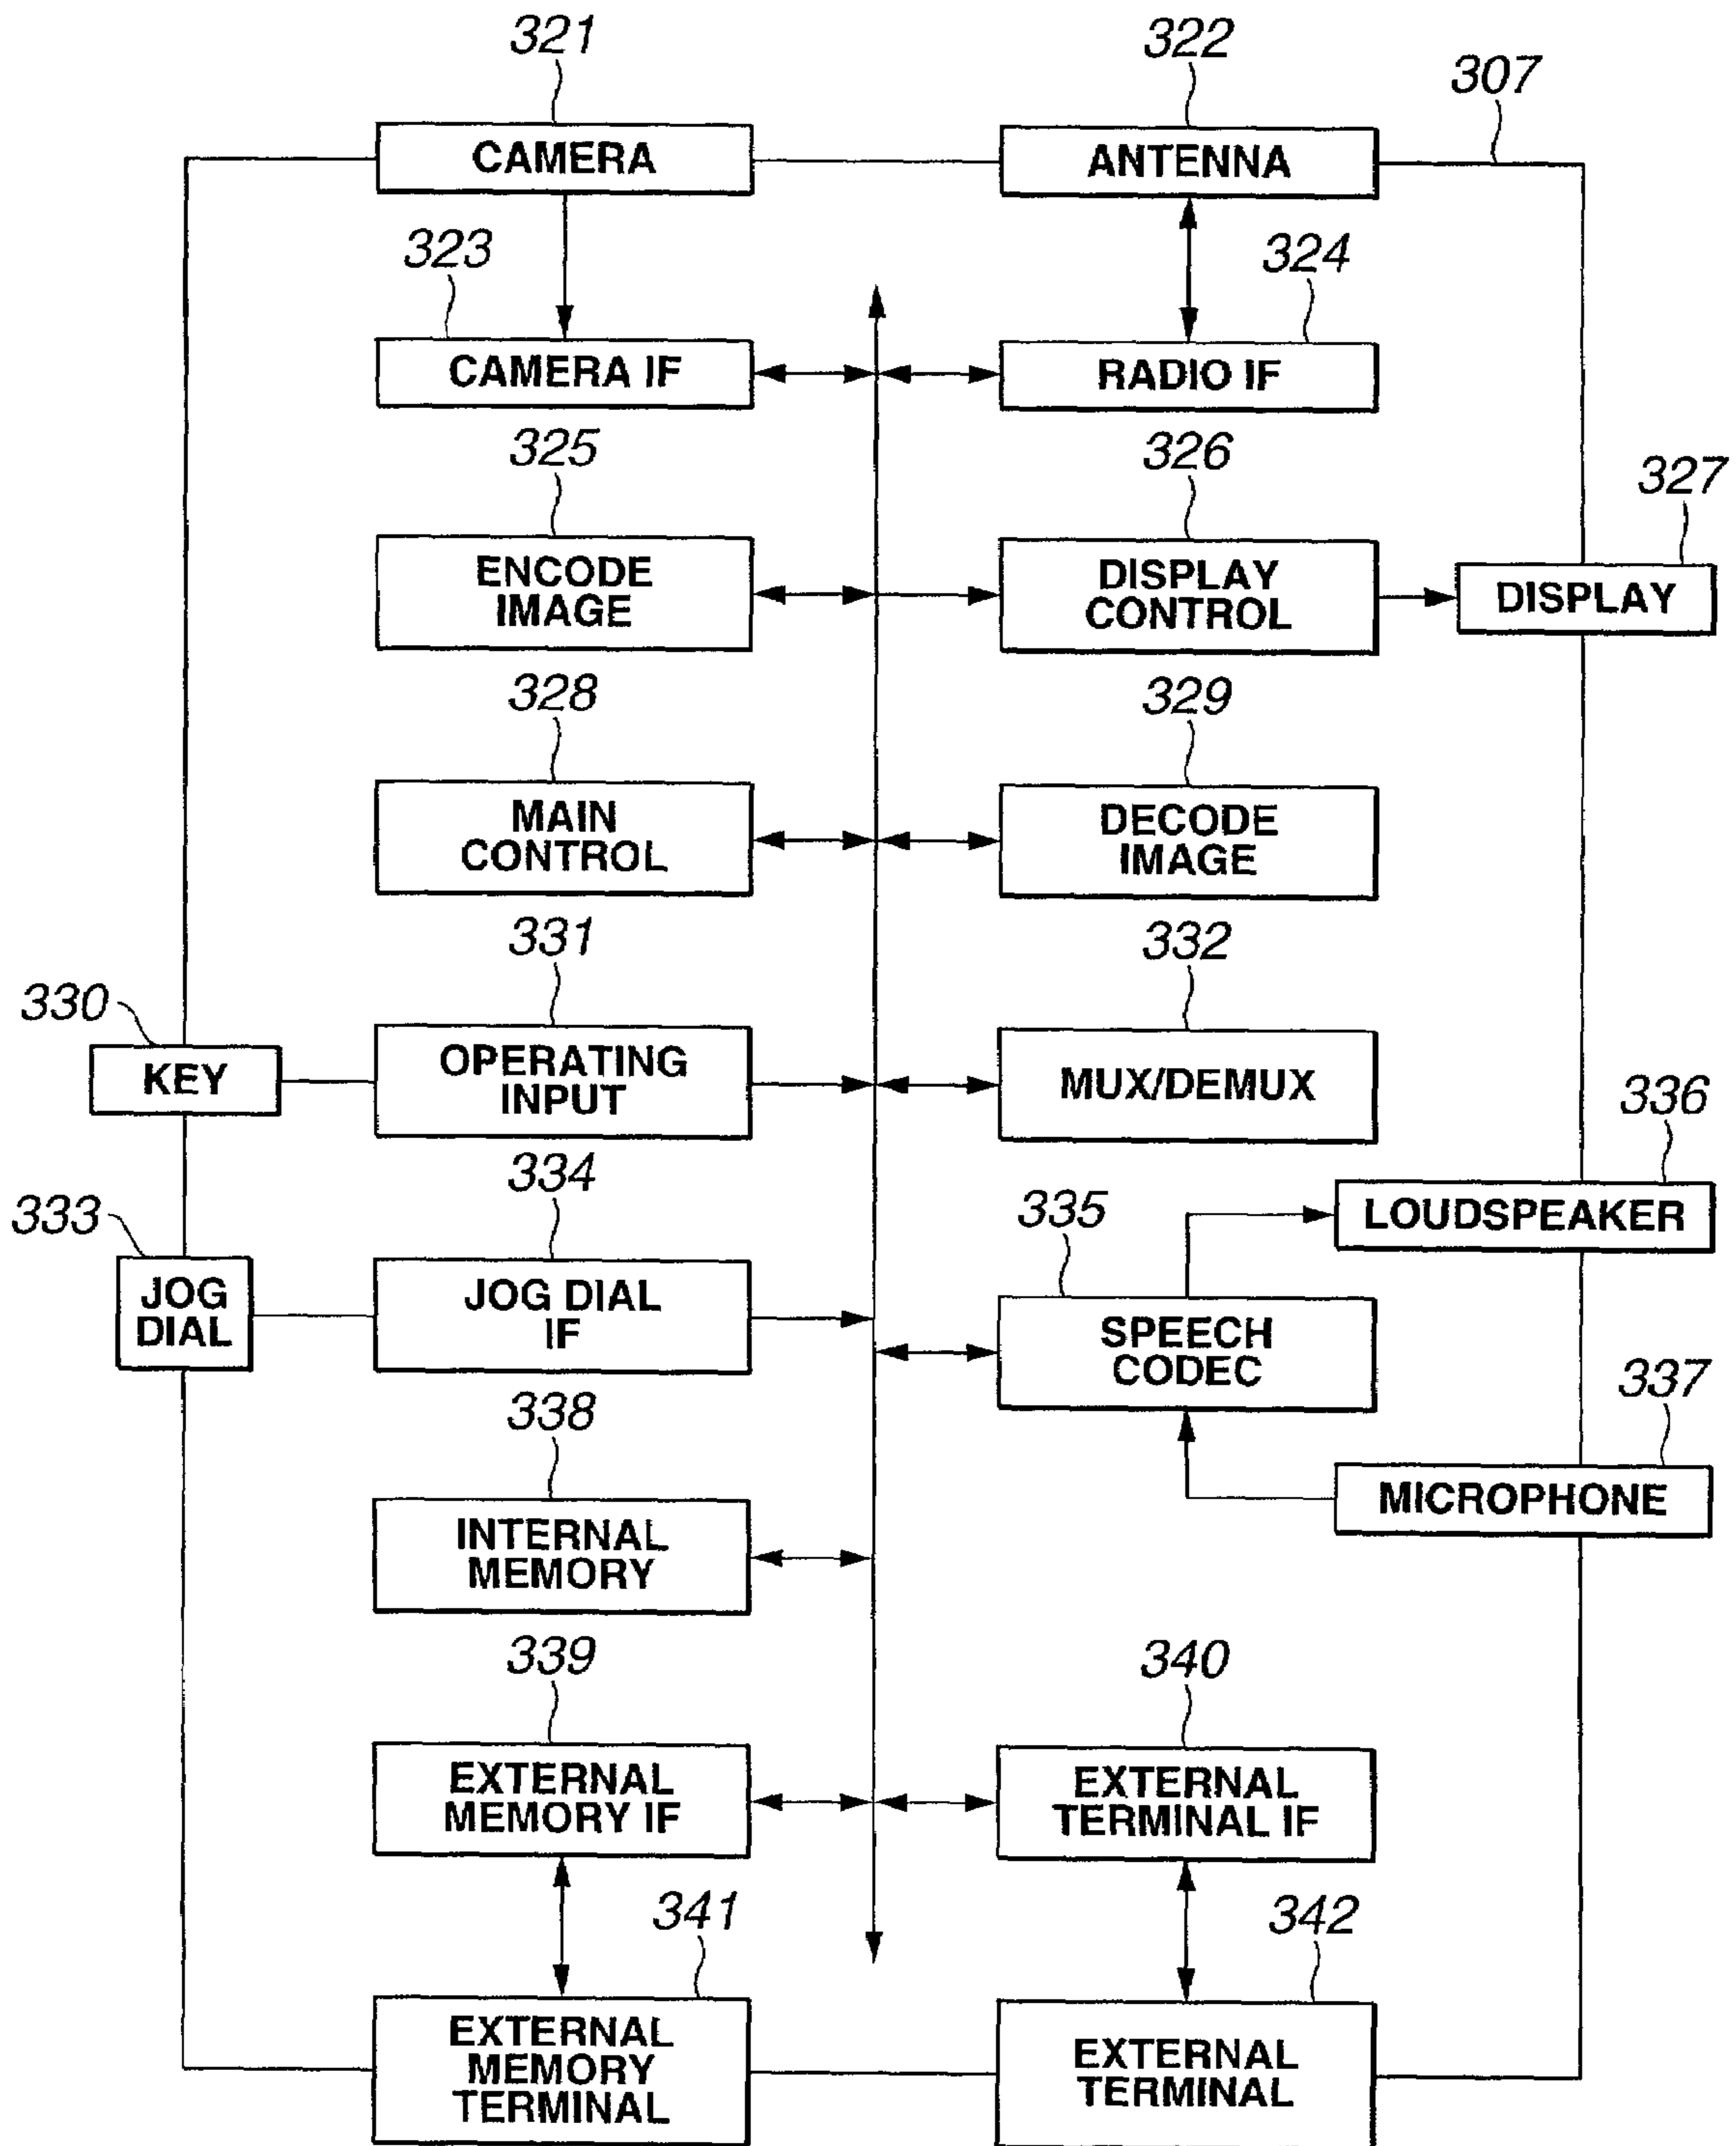 321
322
307
CAMERA
ANTENNA
323
324
CAMERA IF
RADIO IF
325
326
327
ENCODE
IMAGE
DISPLAY
CONTROL
DISPLAY
328
329
MAIN
CONTROL
DECODE
IMAGE
331
332
330
KEY
OPERATING
INPUT
MUX/DEMUX
336
334
333
335
LOUDSPEAKER
JOG
DIAL
JOG DIAL
IF
SPEECH
CODEC
337
338
MICROPHONE
INTERNAL
MEMORY
339
340
EXTERNAL
MEMORY IF
EXTERNAL
TERMINAL IF
341
342
EXTERNAL
MEMORY
TERMINAL
EXTERNAL
TERMINAL